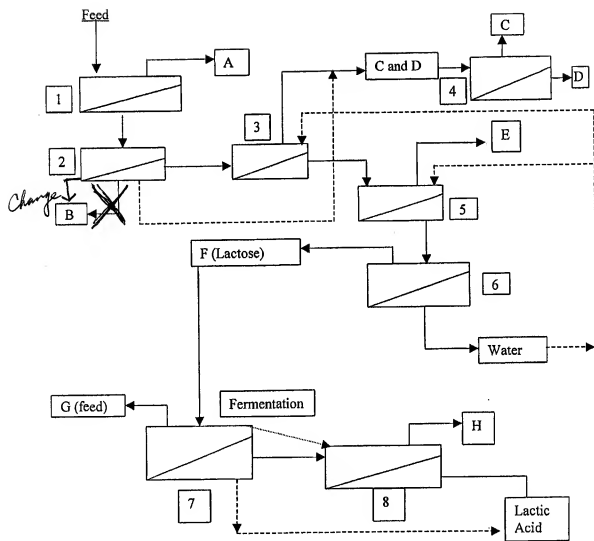 Feed
C
A
C and D
D
1
4
3
2
E
Change
B
5
F (Lactose)
6
Water
G (feed)
Fermentation
H
7
8
Lactic
Acid